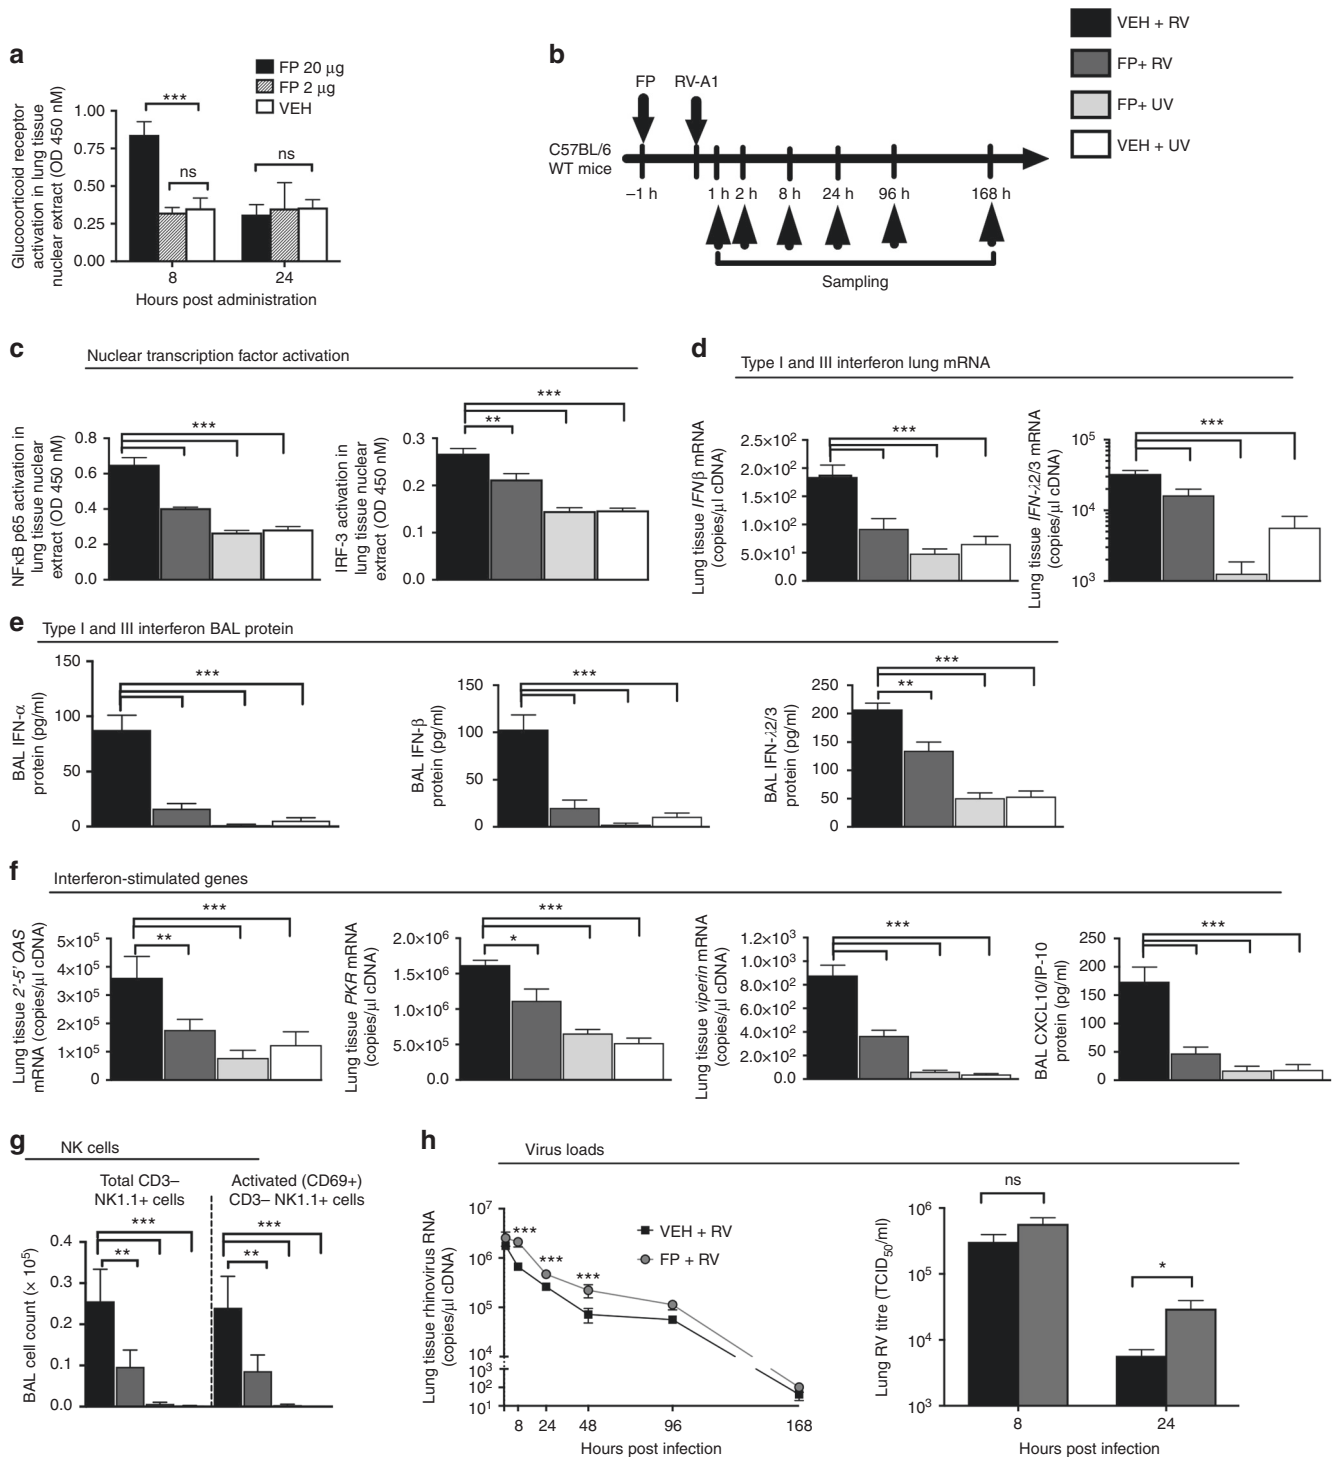 a
FP 20 µg
FP 2 µg
VEH
Glucocorticoid receptor
activation in lung tissue
nuclear extract (OD 450 nM)
1.00
0.75
0.50
0.25
0.00
***
ns
ns
8
24
Hours post administration
b
FP
RV-A1
C57BL/6
WT mice
–1 h
1 h
2 h
8 h
24 h
96 h
168 h
Sampling
VEH + RV
FP+ RV
FP+ UV
VEH + UV
c
Nuclear transcription factor activation
NFκB p65 activation in
lung tissue nuclear
extract (OD 450 nM)
0.8
0.6
0.4
0.2
0.0
***
IRF-3 activation in
lung tissue nuclear
extract (OD 450 nM)
0.3
0.2
0.1
0.0
***
**
d
Type I and III interferon lung mRNA
Lung tissue IFNβ mRNA
(copies/µl cDNA)
2.5×10²
2.0×10²
1.5×10²
1.0×10²
5.0×10¹
0.0
***
Lung tissue IFN-λ2/3 mRNA
(copies/µl cDNA)
10⁵
10⁴
10³
***
e
Type I and III interferon BAL protein
BAL IFN-α
protein (pg/ml)
150
100
50
0
***
BAL IFN-β
protein (pg/ml)
150
100
50
0
***
BAL IFN-λ2/3
protein (pg/ml)
250
200
150
100
50
0
***
**
f
Interferon-stimulated genes
Lung tissue 2'-5' OAS
mRNA (copies/µl cDNA)
5×10⁵
4×10⁵
3×10⁵
2×10⁵
1×10⁵
0
***
**
Lung tissue PKR mRNA
(copies/µl cDNA)
2.0×10⁶
1.5×10⁶
1.0×10⁶
5.0×10⁵
0.0
***
*
Lung tissue viperin mRNA
(copies/µl cDNA)
1.2×10³
1.0×10³
8.0×10²
6.0×10²
4.0×10²
2.0×10²
0.0
***
BAL CXCL10/IP-10
protein (pg/ml)
250
200
150
100
50
0
***
g
NK cells
Total CD3–
NK1.1+ cells
Activated (CD69+)
CD3– NK1.1+ cells
BAL cell count (× 10⁵)
0.4
0.3
0.2
0.1
0.0
***
**
***
**
h
Virus loads
Lung tissue rhinovirus RNA
(copies/µl cDNA)
10⁷
10⁶
10⁵
10⁴
10³
10²
10¹
***
***
***
VEH + RV
FP + RV
8
24
48
96
168
Hours post infection
Lung RV titre (TCID₅₀/ml)
10⁶
10⁵
10⁴
10³
ns
*
8
24
Hours post infection